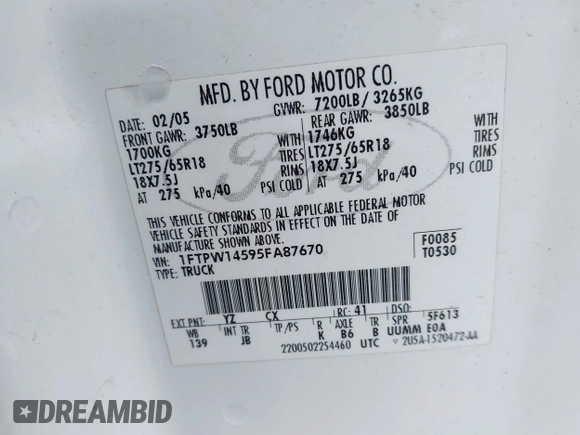 MFD. BY FORD MOTOR CO.
DATE: 02/05 GVWR: 7200LB/ 3265KG
FRONT GAWR: 3750LB REAR GAWR: 3850LB
1700KG WITH 1746KG WITH
LT275/65R18 TIRES LT275/65R18 TIRES
18X7.5J RINS 18X7.5J RINS
AT 275 kPa/40 PSI COLD AT 275 kPa/40 PSI COLD
THIS VEHICLE CONFORMS TO ALL APPLICABLE FEDERAL MOTOR
VEHICLE SAFETY STANDARDS IN EFFECT ON THE DATE OF
MANUFACTURE SHOWN ABOVE.
VIN: 1FTPW14595FA87670 F0085
TYPE: TRUCK T0530
Ford
EXT PNT: YZ CX RC: 41 DSO:
WB INT TR TP/PS R AXLE TR SPR 5F613
139 JB K B6 B UUMM E0A
2200502254460 UTC 2U5A-1520472-AA
DREAMBID